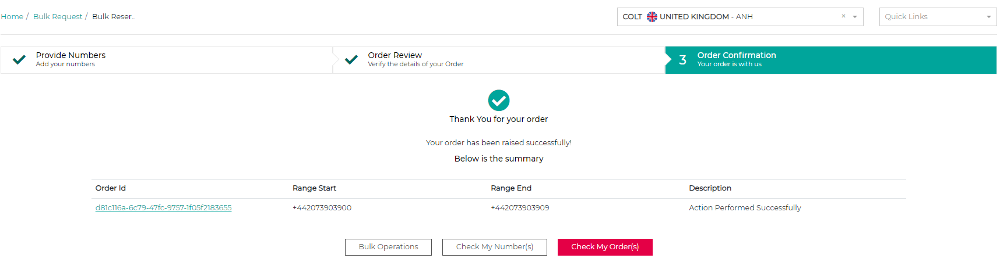 Home / Bulk Request / Bulk Reser..
COLT UNITED KINGDOM - ANH × Quick Links
Provide Numbers
Add your numbers
Order Review
Verify the details of your Order
3
Order Confirmation
Your order is with us
Thank You for your order
Your order has been raised successfully!
Below is the summary
Order Id Range Start Range End Description
d81c116a-6c79-47fc-9757-1f05f2183655 +442073903900 +442073903909 Action Performed Successfully
Bulk Operations Check My Number(s) Check My Order(s)